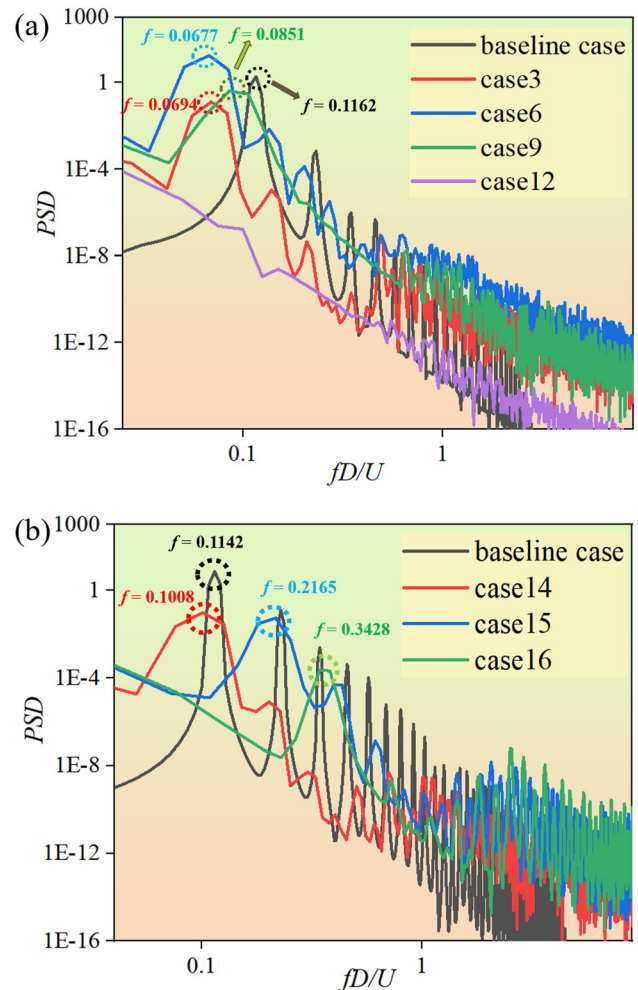 (a)
1000
f = 0.0677
f = 0.0851
baseline case
1
f = 0.0694
f = 0.1162
case3
case6
1E-4
case9
PSD
case12
1E-8
1E-12
1E-16
0.1
1
fD/U
(b)
1000
f = 0.1142
baseline case
1
f = 0.1008
f = 0.2165
case14
f = 0.3428
case15
1E-4
case16
PSD
1E-8
1E-12
1E-16
0.1
1
fD/U